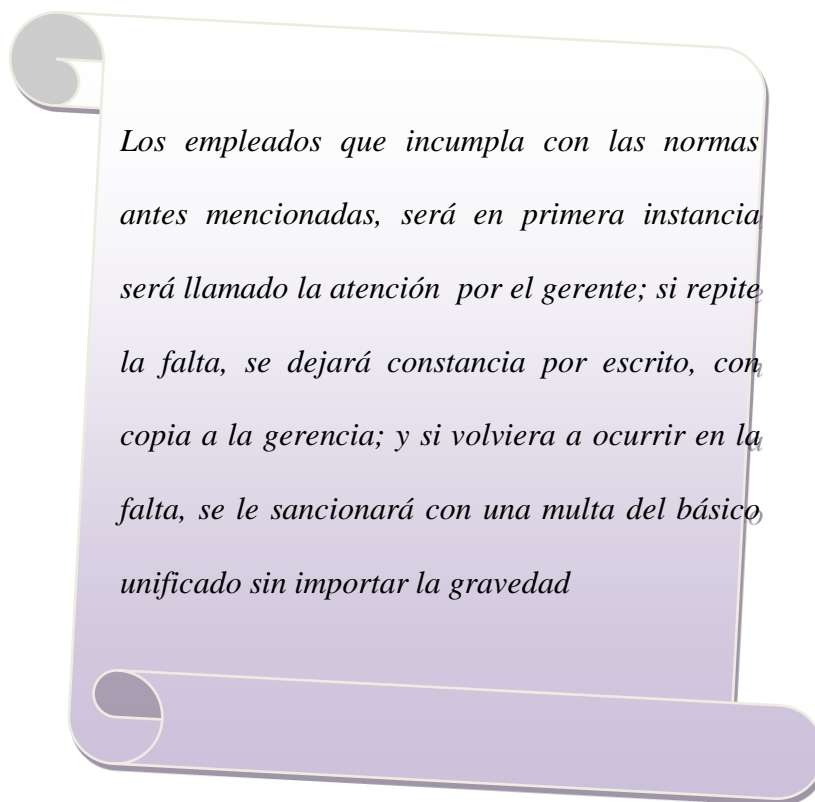 Los empleados que incumpla con las normas
antes mencionadas, será en primera instancia
será llamado la atención por el gerente; si repite
la falta, se dejará constancia por escrito, con
copia a la gerencia; y si volviera a ocurrir en la
falta, se le sancionará con una multa del básico
unificado sin importar la gravedad